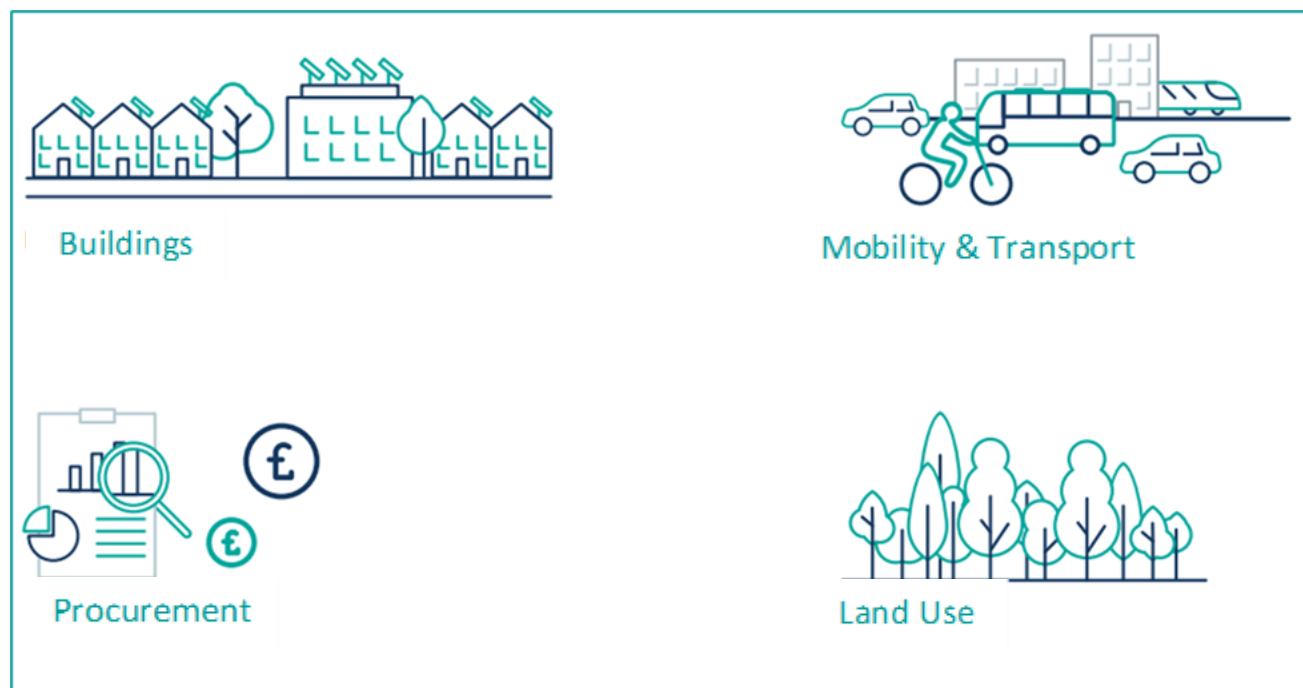 Buildings
Mobility & Transport
£
£
Procurement
Land Use